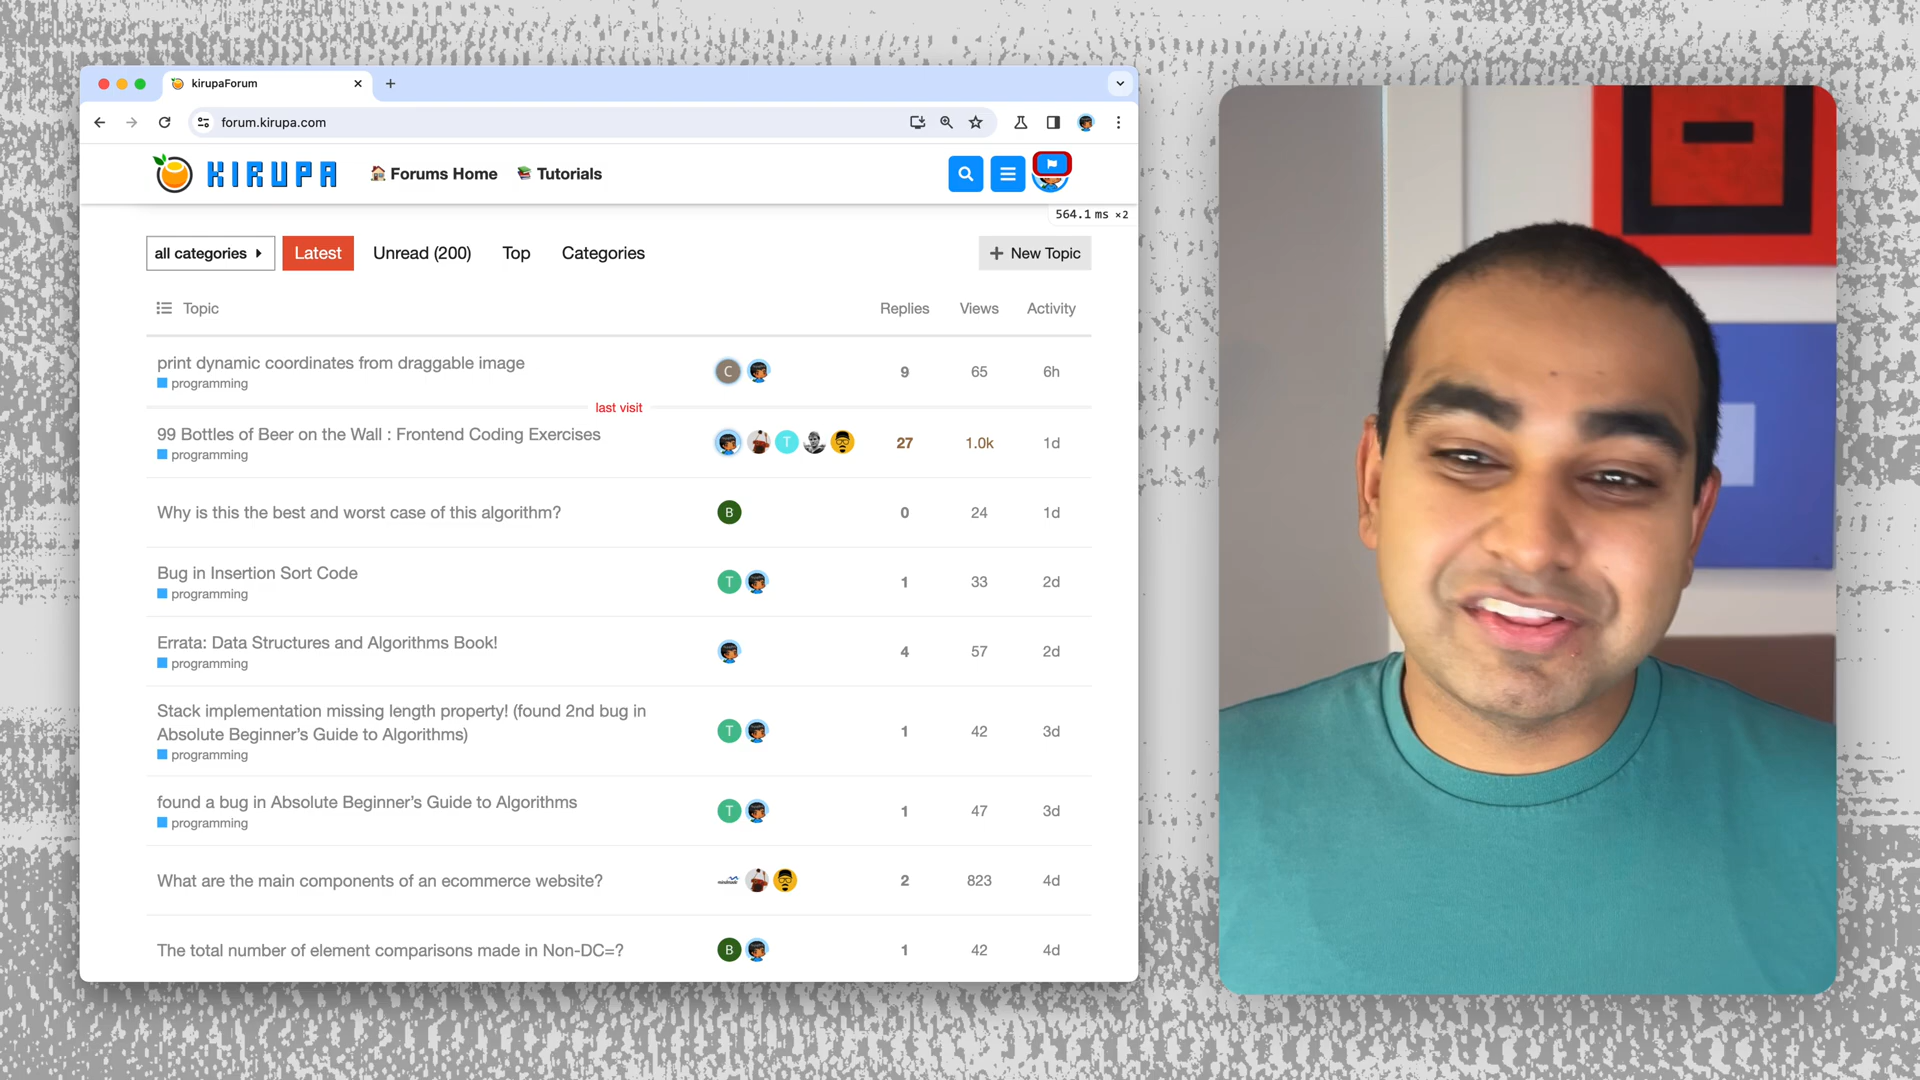 kirupaForum
forum.kirupa.com
KIRUPA
Forums Home
Tutorials
564.1 ms ×2
all categories
Latest
Unread (200)
Top
Categories
New Topic
Topic
Replies
Views
Activity
print dynamic coordinates from draggable image
programming
C
9
65
6h
last visit
99 Bottles of Beer on the Wall : Frontend Coding Exercises
programming
T
27
1.0k
1d
Why is this the best and worst case of this algorithm?
B
0
24
1d
Bug in Insertion Sort Code
programming
T
1
33
2d
Errata: Data Structures and Algorithms Book!
programming
4
57
2d
Stack implementation missing length property! (found 2nd bug in
Absolute Beginner’s Guide to Algorithms)
programming
T
1
42
3d
found a bug in Absolute Beginner’s Guide to Algorithms
programming
T
1
47
3d
What are the main components of an ecommerce website?
2
823
4d
The total number of element comparisons made in Non-DC=?
B
1
42
4d